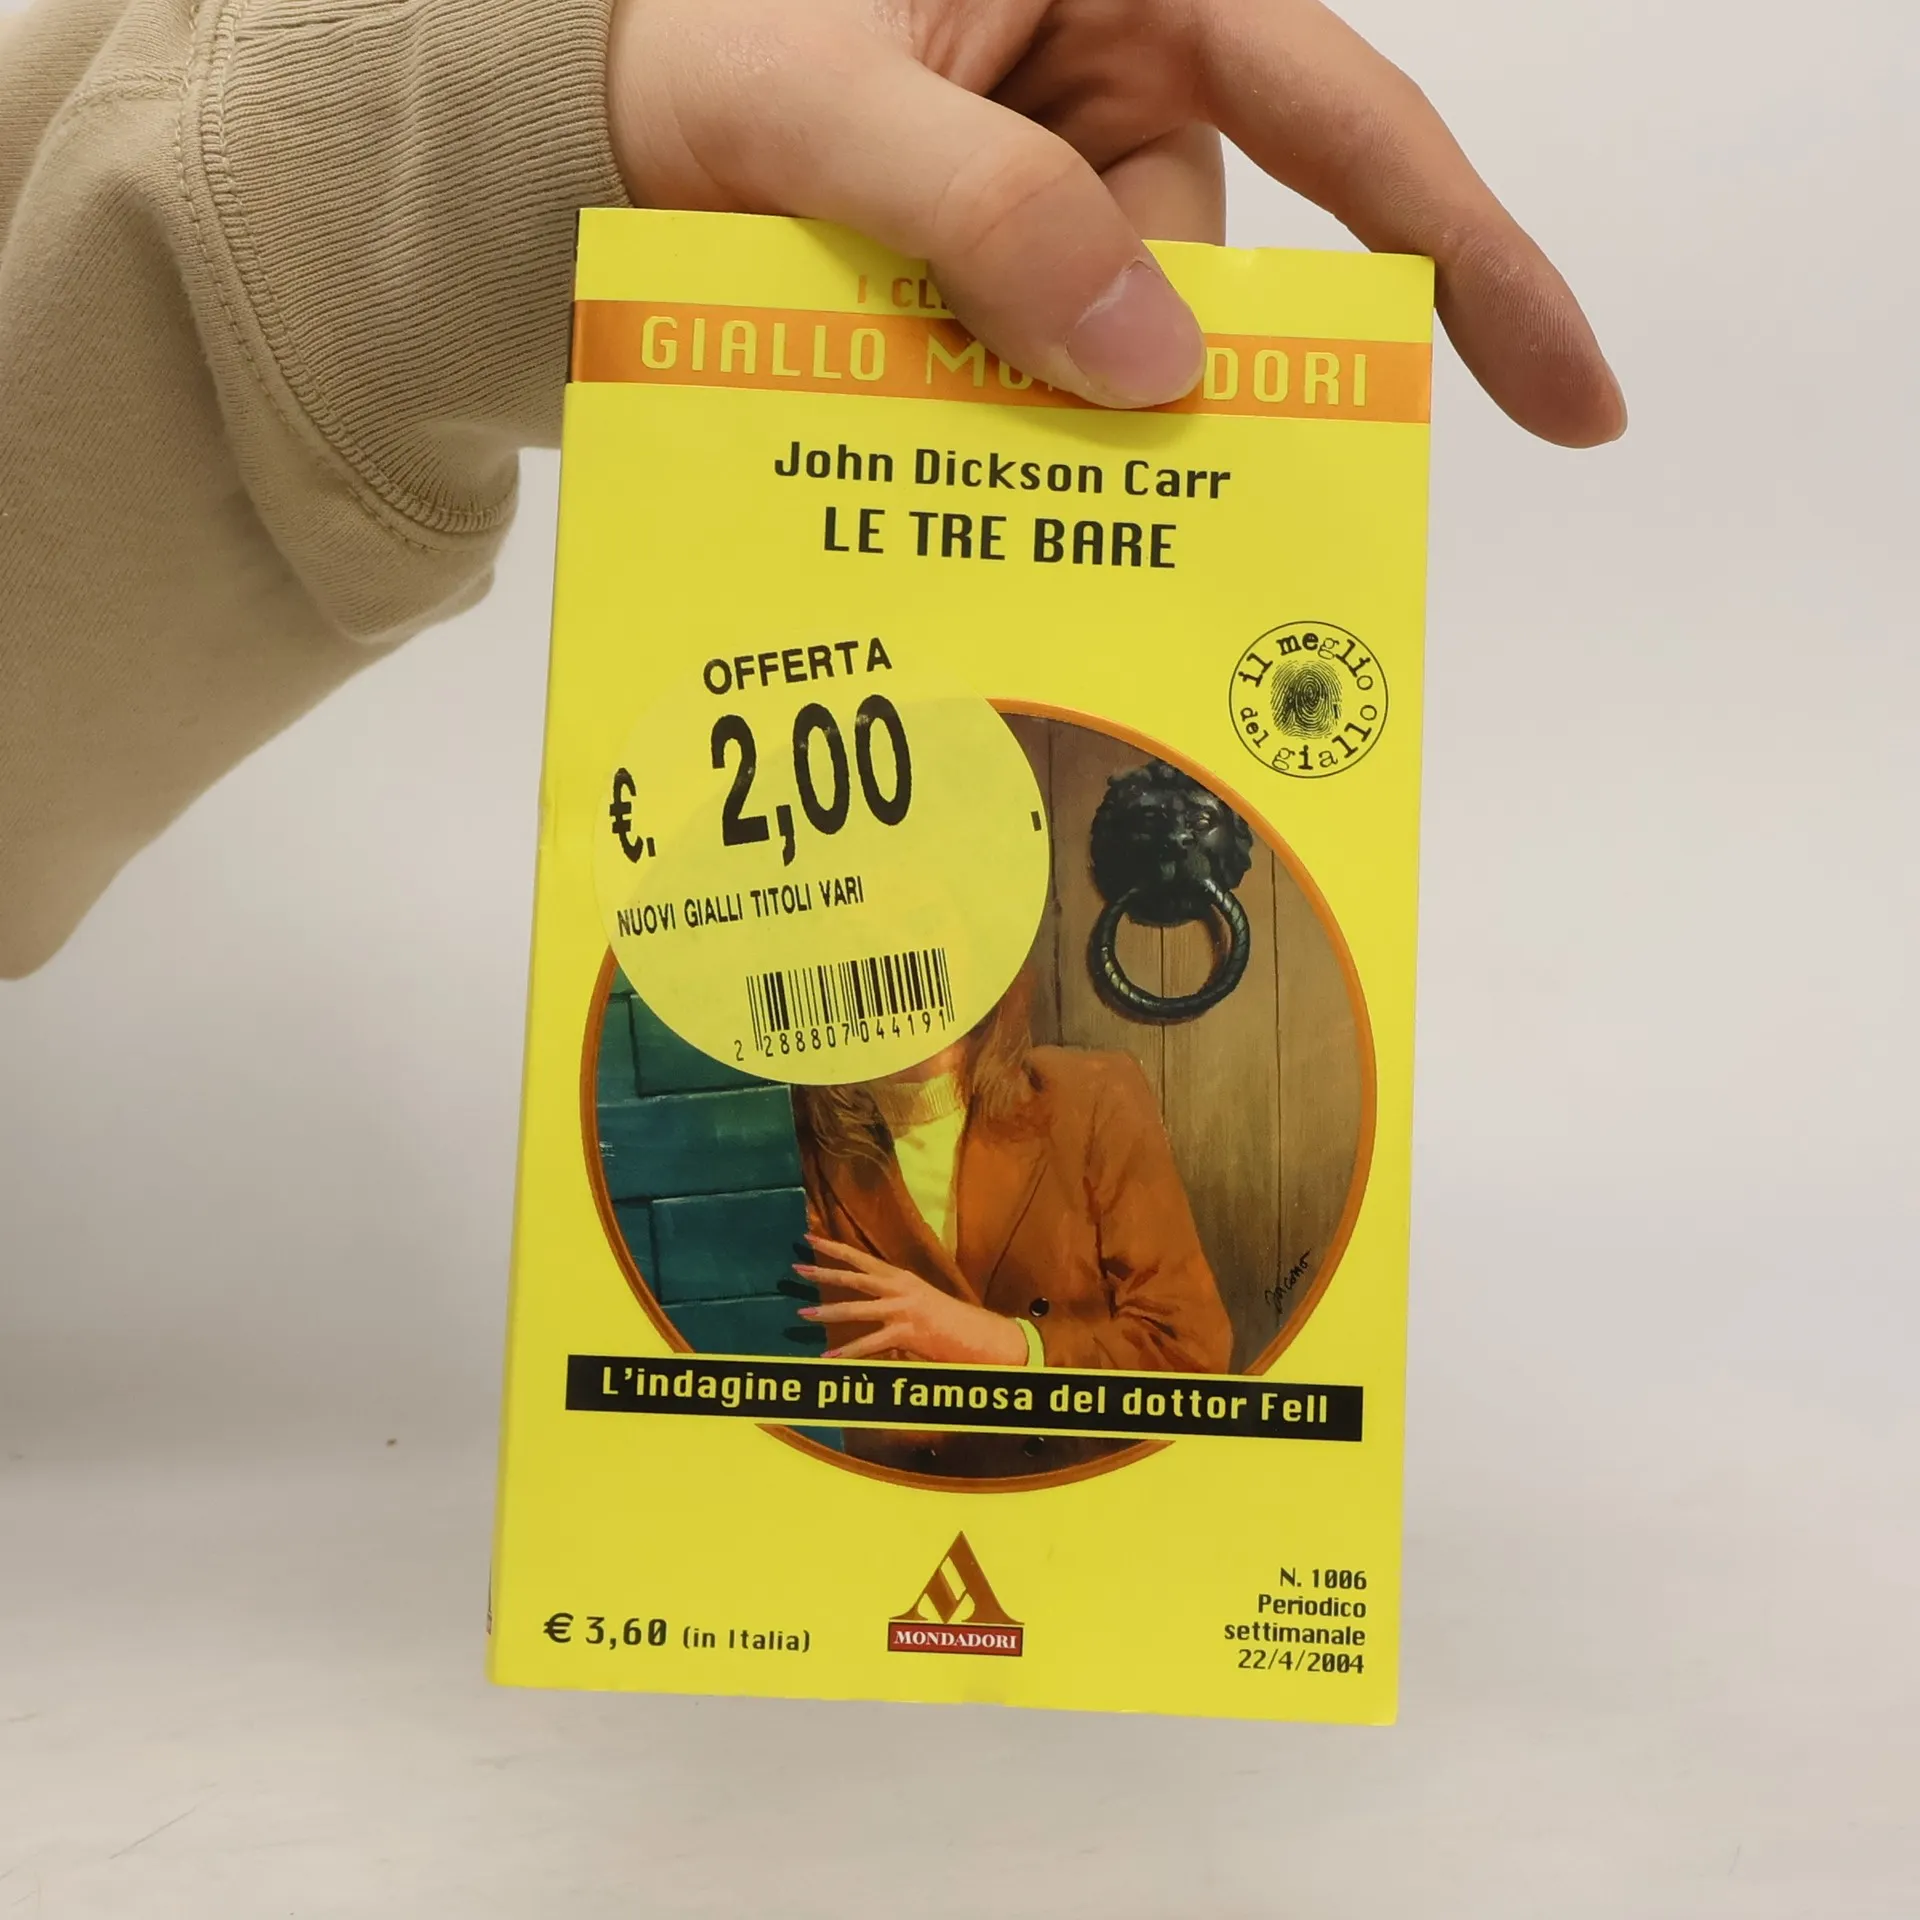 I
GIALLO DORI
John Dickson Carr
LE TRE BARE
il meglio
del giallo
OFFERTA
€. 2,00
NUOVI GIALLI TITOLI VARI
2 288807 044191
Jacono
L'indagine più famosa del dottor Fell
€ 3,60 (in Italia)
MONDADORI
N. 1006
Periodico
settimanale
22/4/2004